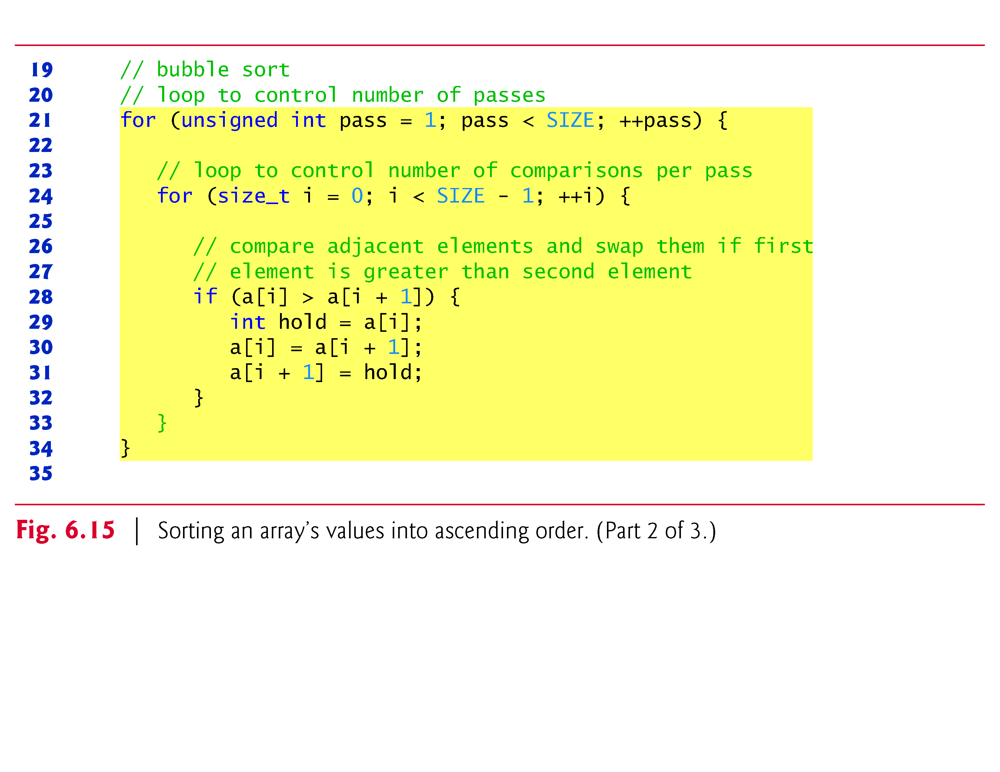 19 // bubble sort
20 // loop to control number of passes
21 for (unsigned int pass = 1; pass < SIZE; ++pass) {
22
23 // loop to control number of comparisons per pass
24 for (size_t i = 0; i < SIZE - 1; ++i) {
25
26 // compare adjacent elements and swap them if first
27 // element is greater than second element
28 if (a[i] > a[i + 1]) {
29 int hold = a[i];
30 a[i] = a[i + 1];
31 a[i + 1] = hold;
32 }
33 }
34 }
35
Fig. 6.15 | Sorting an array’s values into ascending order. (Part 2 of 3.)